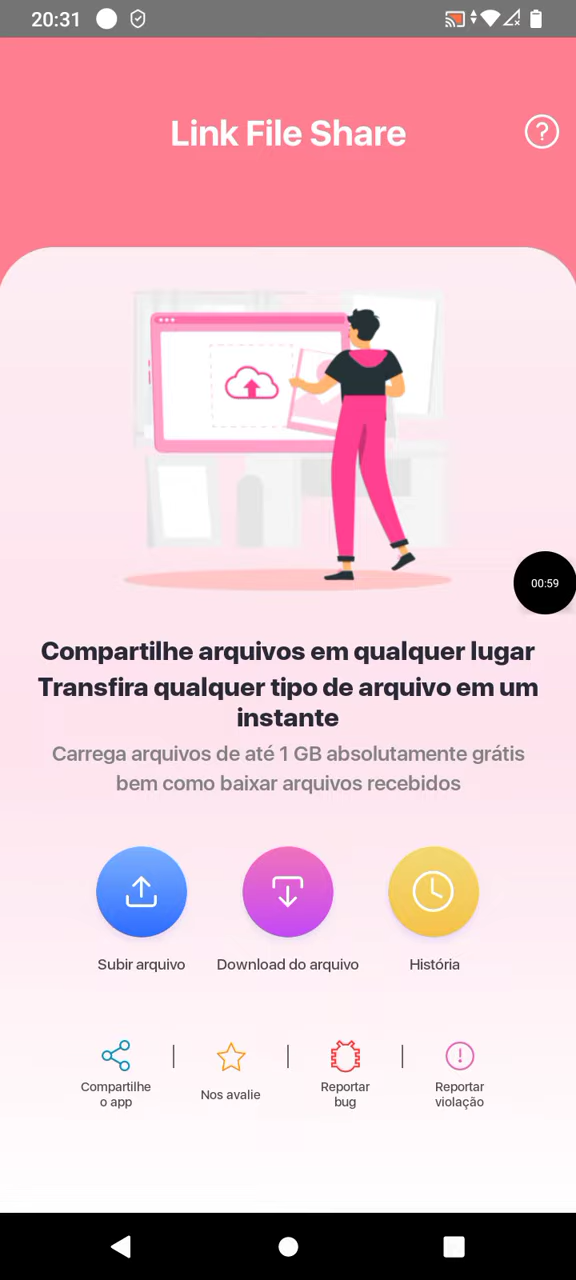 20:31
Link File Share
00:59
Compartilhe arquivos em qualquer lugar
Transfira qualquer tipo de arquivo em um
instante
Carrega arquivos de até 1 GB absolutamente grátis
bem como baixar arquivos recebidos
Subir arquivo
Download do arquivo
História
Compartilhe
o app
Nos avalie
Reportar
bug
Reportar
violação